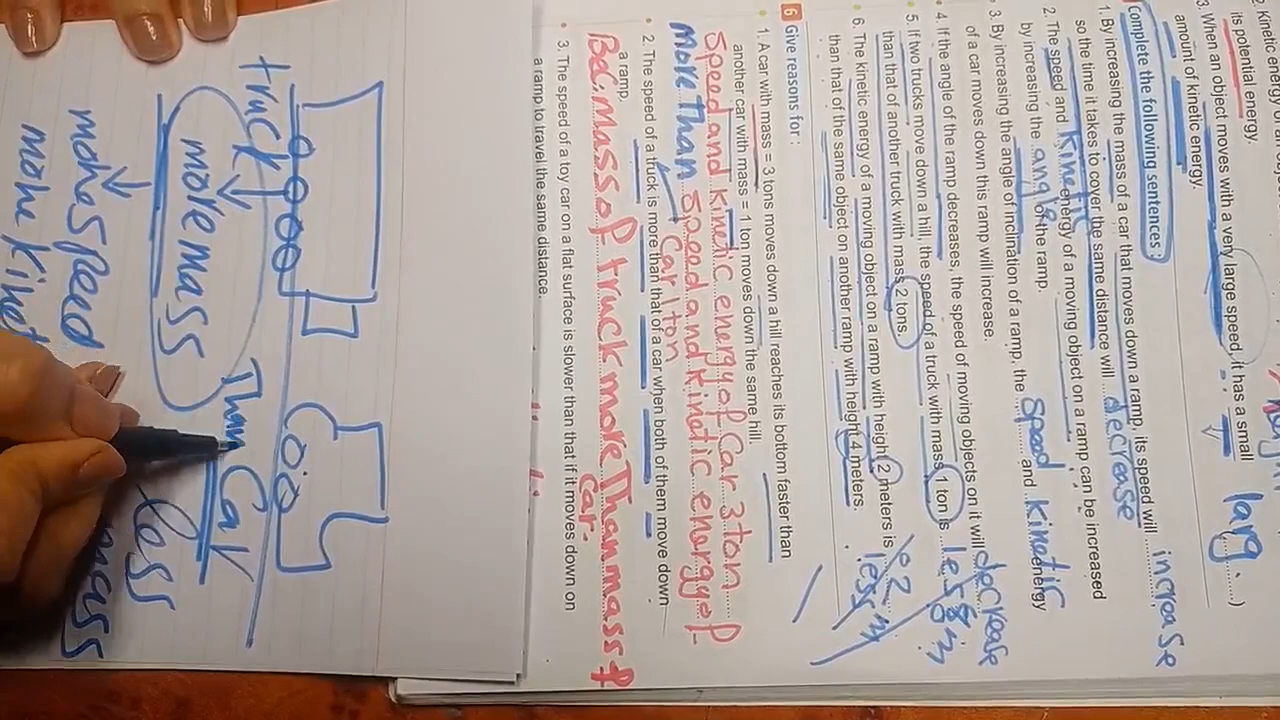 2. Kinetic energy of
its potential energy.
3. When an object moves with a very large speed, it has a small
amount of kinetic energy. larg. (............)
Complete the following sentences :
1. By increasing the mass of a car that moves down a ramp, its speed will ..... increase
so the time it takes to cover the same distance will ..... decrease
2. The speed and kinetic energy of a moving object on a ramp can be increased
by increasing the angle of the ramp.
3. By increasing the angle of inclination of a ramp, the speed and kinetic energy
of a car moves down this ramp will increase.
4. If the angle of the ramp decreases, the speed of moving objects on it will decrease
5. If two trucks move down a hill, the speed of a truck with mass 1 ton is ..... less
than that of another truck with mass 2 tons.
6. The kinetic energy of a moving object on a ramp with height 2 meters is ..... less
than that of the same object on another ramp with height 4 meters.
6 Give reasons for :
1. A car with mass = 3 tons moves down a hill reaches its bottom faster than
another car with mass = 1 ton moves down the same hill.
speed and kinetic energy of car 3 ton
more Than speed and kinetic energy of
car 1 ton
2. The speed of a truck is more than that of a car when both of them move down
a ramp.
Bec: mass of truck more Than mass of
car.
3. The speed of a toy car on a flat surface is slower than that if it moves down on
a ramp to travel the same distance.
truck Than car
more mass less mass
more speed
more kinet